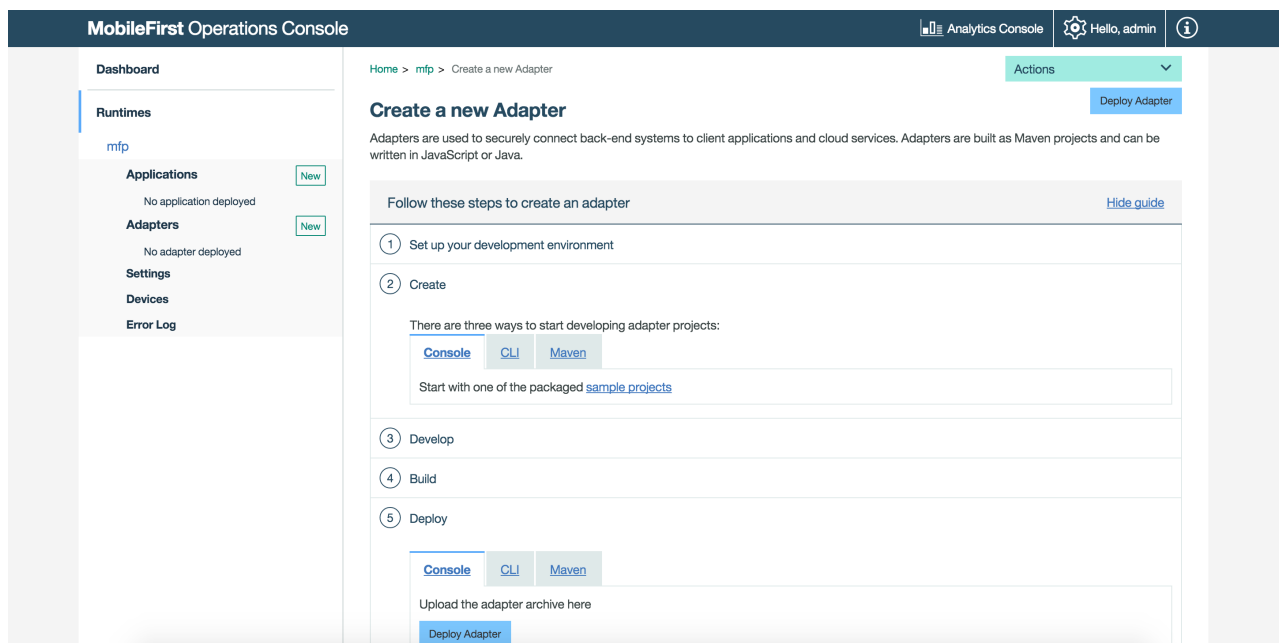 MobileFirst Operations Console
Analytics Console
Hello, admin
Dashboard
Runtimes
mfp
Applications
New
No application deployed
Adapters
New
No adapter deployed
Settings
Devices
Error Log
Home > mfp > Create a new Adapter
Actions
Deploy Adapter
Create a new Adapter
Adapters are used to securely connect back-end systems to client applications and cloud services. Adapters are built as Maven projects and can be
written in JavaScript or Java.
Follow these steps to create an adapter
Hide guide
1 Set up your development environment
2 Create
There are three ways to start developing adapter projects:
Console CLI Maven
Start with one of the packaged sample projects
3 Develop
4 Build
5 Deploy
Console CLI Maven
Upload the adapter archive here
Deploy Adapter